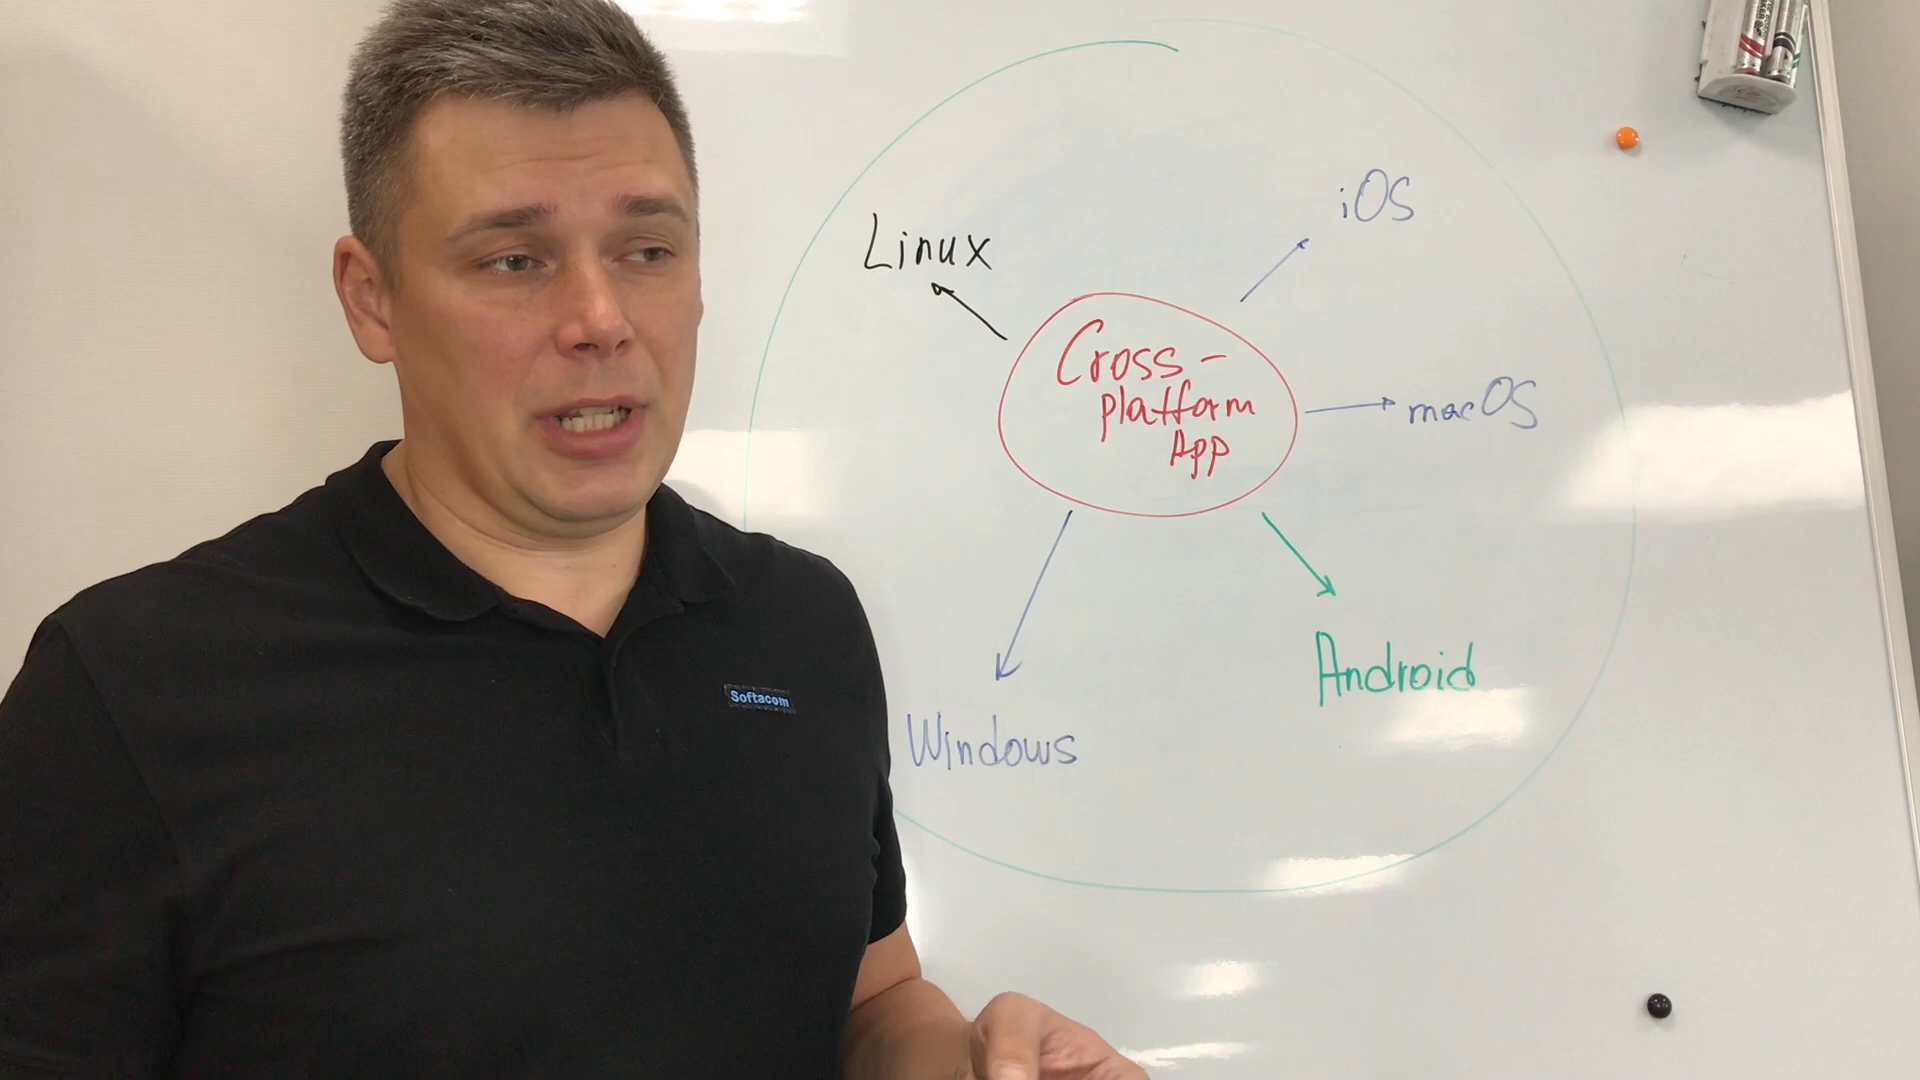 iOS
Linux
Cross-
platform
App
macOS
Android
Softacom
Windows